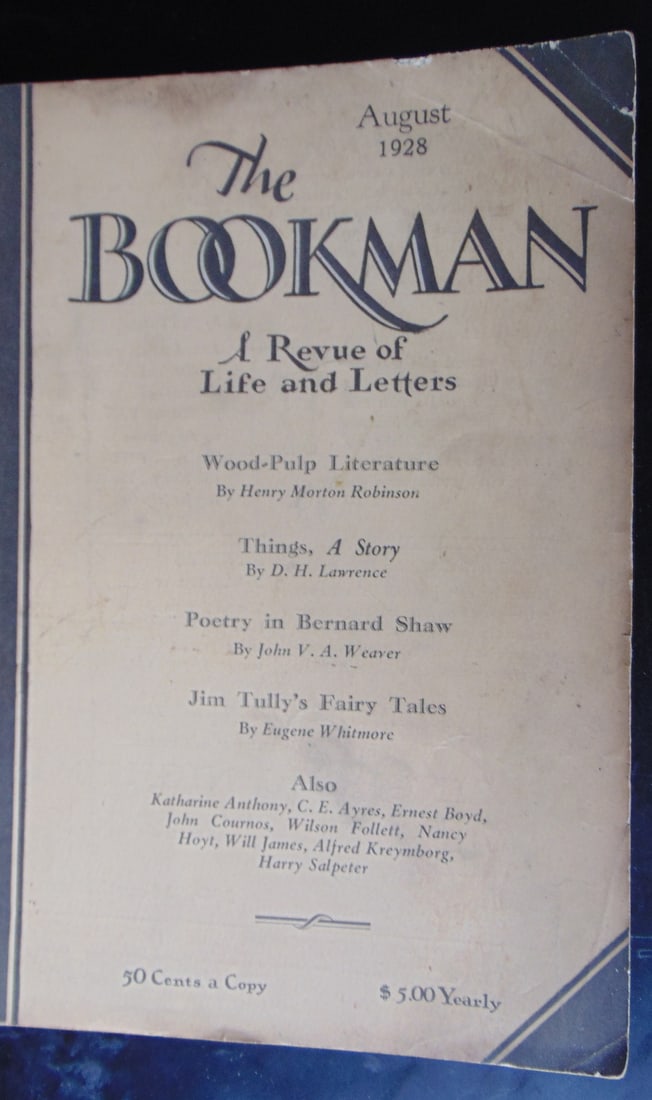 August
1928
The
BOOKMAN
A Revue of
Life and Letters
Wood-Pulp Literature
By Henry Morton Robinson
Things, A Story
By D. H. Lawrence
Poetry in Bernard Shaw
By John V. A. Weaver
Jim Tully's Fairy Tales
By Eugene Whitmore
Also
Katharine Anthony, C. E. Ayres, Ernest Boyd,
John Cournos, Wilson Follett, Nancy
Hoyt, Will James, Alfred Kreymborg,
Harry Salpeter
50 Cents a Copy
$ 5.00 Yearly